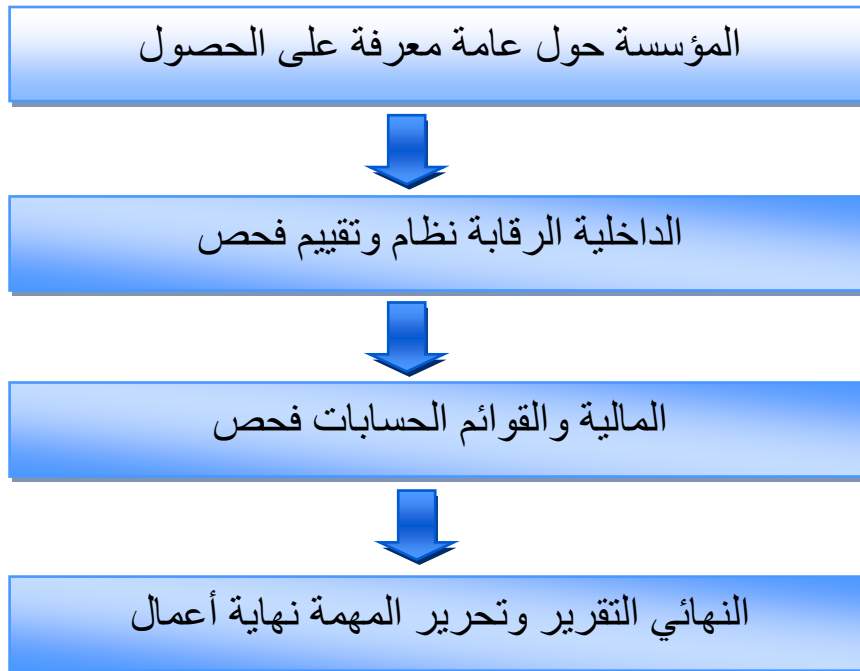 المؤسسة حول عامة معرفة على الحصول
الداخلية الرقابة نظام وتقييم فحص
المالية والقوائم الحسابات فحص
النهائي التقرير وتحرير المهمة نهاية أعمال